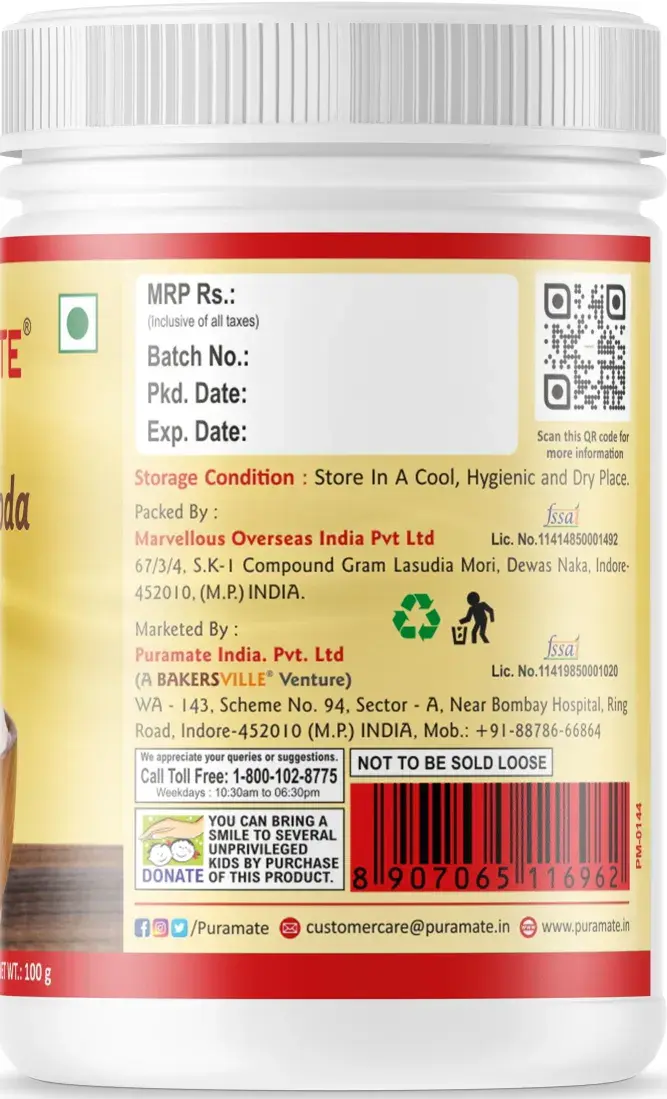 TE®
oda
ET WT.: 100 g
MRP Rs.:
(Inclusive of all taxes)
Batch No.:
Pkd. Date:
Exp. Date:
Scan this QR code for
more information
Storage Condition : Store In A Cool, Hygienic and Dry Place.
Packed By :
Marvellous Overseas India Pvt Ltd
fssai
Lic. No.11414850001492
67/3/4, S.K-1 Compound Gram Lasudia Mori, Dewas Naka, Indore-
452010, (M.P.) INDIA.
Marketed By :
Puramate India. Pvt. Ltd
(A BAKERSVILLE® Venture)
fssai
Lic. No.11419850001020
WA - 143, Scheme No. 94, Sector - A, Near Bombay Hospital, Ring
Road, Indore-452010 (M.P.) INDIA, Mob.: +91-88786-66864
We appreciate your queries or suggestions.
Call Toll Free: 1-800-102-8775
Weekdays : 10:30am to 06:30pm
NOT TO BE SOLD LOOSE
YOU CAN BRING A
SMILE TO SEVERAL
UNPRIVILEGED
KIDS BY PURCHASE
OF THIS PRODUCT.
DONATE
8 907065 116962
PM-0144
/Puramate customercare@puramate.in www.puramate.in